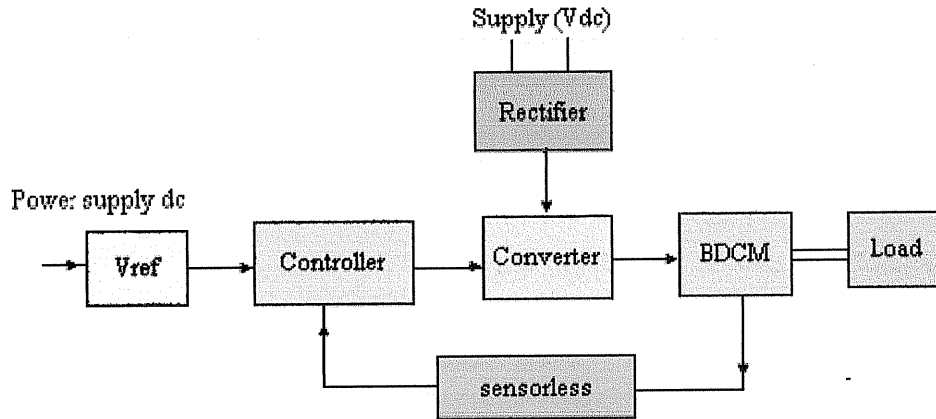 Supply (Vdc)
Rectifier
Power supply dc
Vref
Controller
Converter
BDCM
Load
sensorless